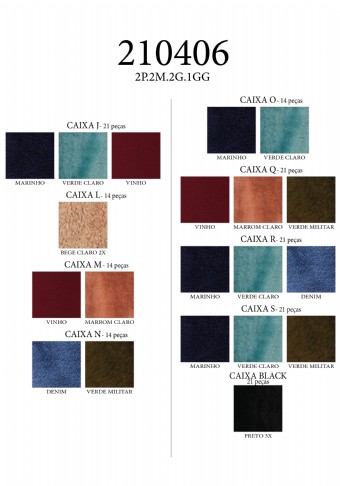 210406
2P.2M.2G.1GG
CAIXA J- 21 peças
MARINHO VERDE CLARO VINHO
CAIXA L - 14 peças
BEGE CLARO 2X
CAIXA M - 14 peças
VINHO MARROM CLARO
CAIXA N - 14 peças
DENIM VERDE MILITAR
CAIXA O - 14 peças
MARINHO VERDE CLARO
CAIXA Q - 21 peças
VINHO MARROM CLARO VERDE MILITAR
CAIXA R - 21 peças
MARINHO VERDE CLARO DENIM
CAIXA S- 21 peças
MARINHO VERDE CLARO VERDE MILITAR
CAIXA BLACK
21 peças
PRETO 3X